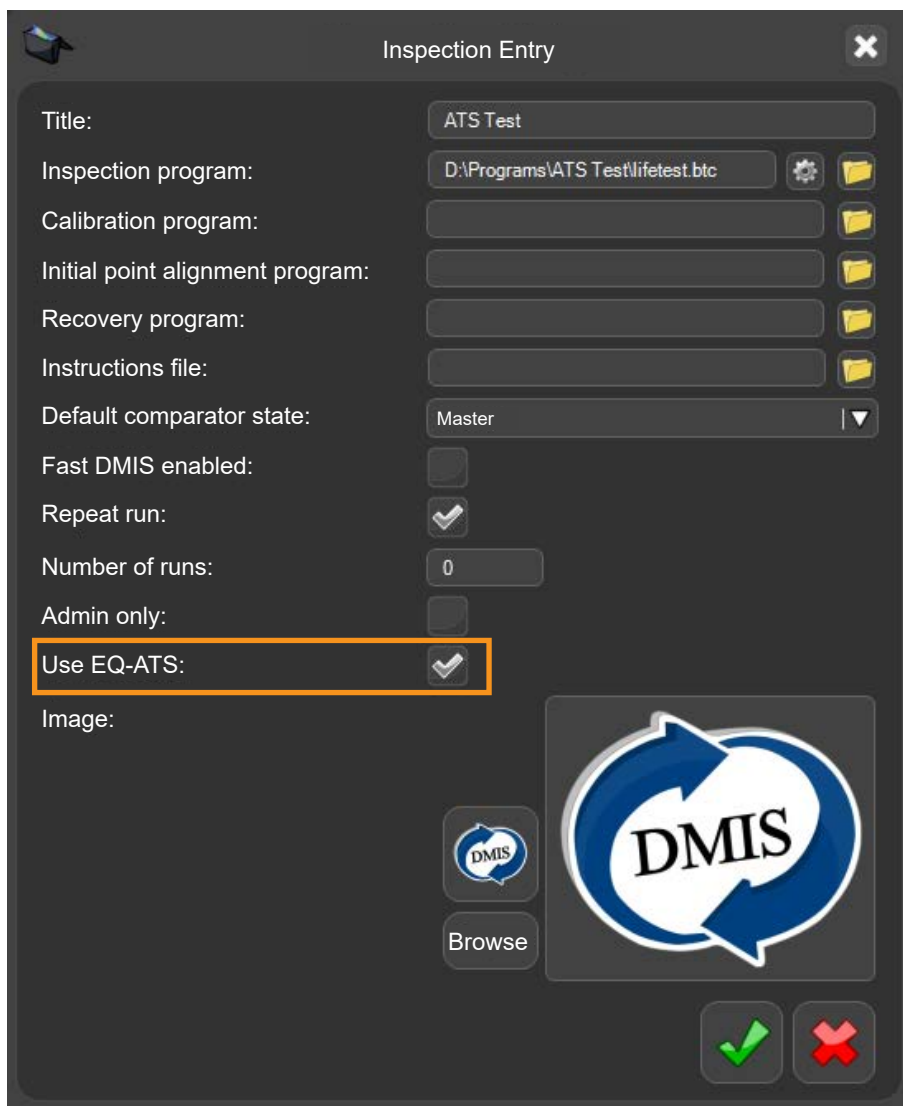 Inspection Entry
Title: ATS Test
Inspection program: D:\Programs\ATS Test\lifetest.btc
Calibration program:
Initial point alignment program:
Recovery program:
Instructions file:
Default comparator state: Master
Fast DMIS enabled:
Repeat run:
Number of runs: 0
Admin only:
Use EQ-ATS:
Image:
DMIS
DMIS
Browse